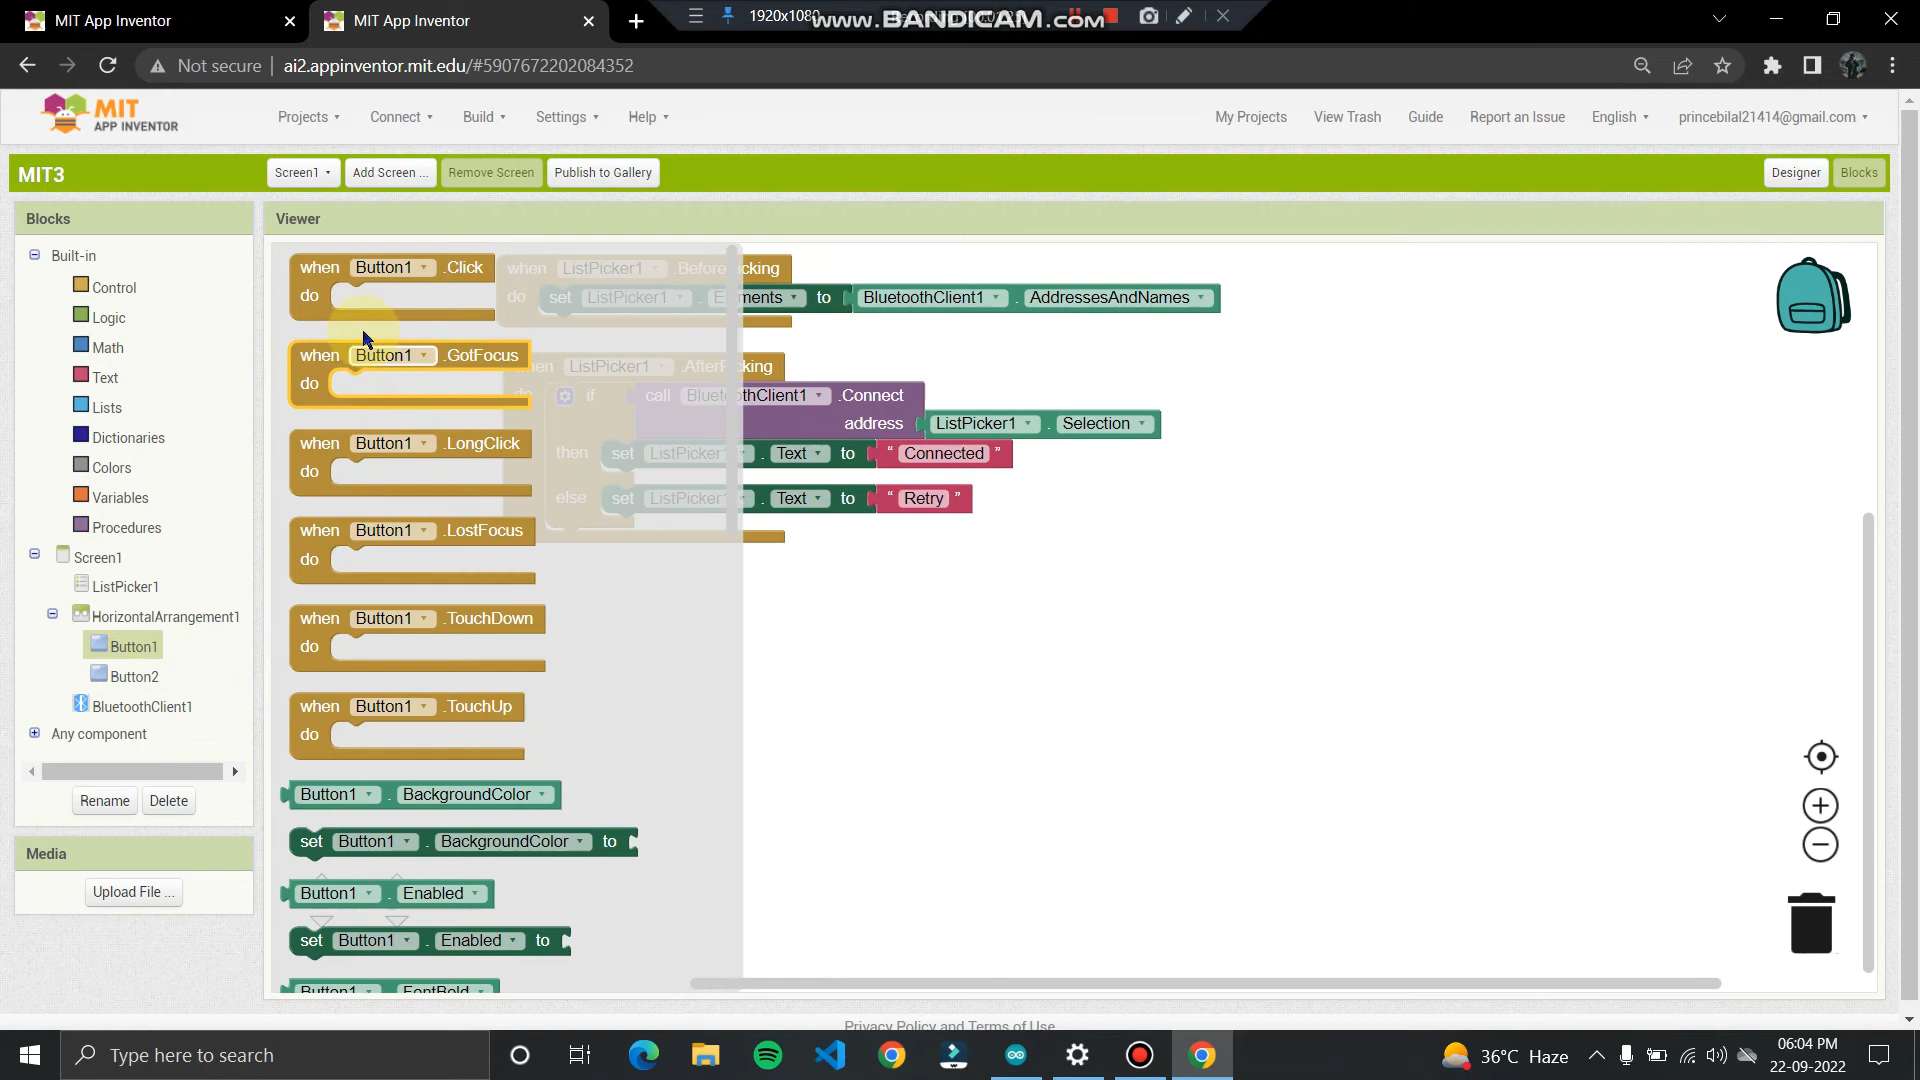 MIT App Inventor
MIT App Inventor
1920x1080
www.BANDICAM.com
Not secure
ai2.appinventor.mit.edu/#5907672202084352
MIT
APP INVENTOR
Projects
Connect
Build
Settings
Help
My Projects
View Trash
Guide
Report an Issue
English
princebilal21414@gmail.com
MIT3
Screen1
Add Screen ...
Remove Screen
Publish to Gallery
Designer
Blocks
Blocks
Built-in
Control
Logic
Math
Text
Lists
Dictionaries
Colors
Variables
Procedures
Screen1
ListPicker1
HorizontalArrangement1
Button1
Button2
BluetoothClient1
Any component
Rename
Delete
Media
Upload File ...
Viewer
when Button1 .Click
do
when Button1 .GotFocus
do
when Button1 .LongClick
do
when Button1 .LostFocus
do
when Button1 .TouchDown
do
when Button1 .TouchUp
do
Button1 . BackgroundColor
set Button1 . BackgroundColor to
Button1 . Enabled
set Button1 . Enabled to
Button1 . FontBold
when ListPicker1
do set ListPicker1 . Elements to BluetoothClient1 . AddressesAndNames
ListPicker1
if call BluetoothClient1 .Connect
address ListPicker1 . Selection
then set . Text to " Connected "
else set . Text to " Retry "
Privacy Policy and Terms of Use
Type here to search
36°C Haze
06:04 PM
22-09-2022